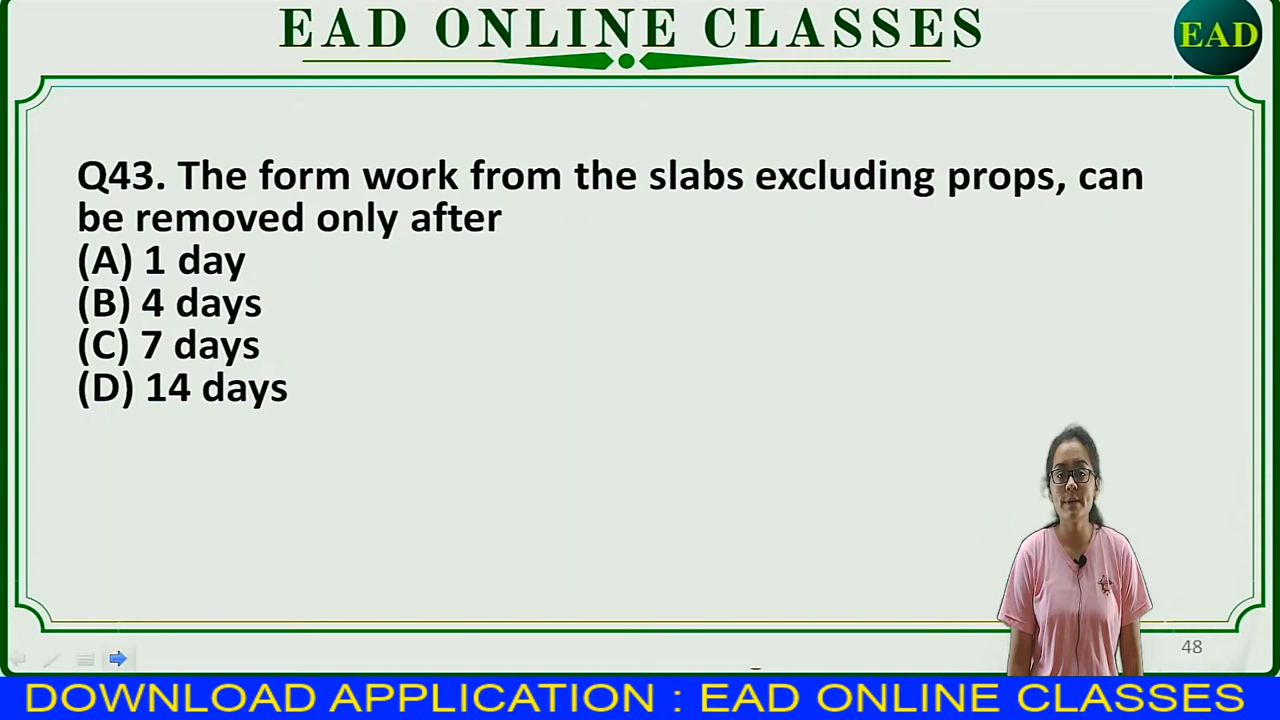 EAD ONLINE CLASSES
EAD
Q43. The form work from the slabs excluding props, can
be removed only after
(A) 1 day
(B) 4 days
(C) 7 days
(D) 14 days
48
DOWNLOAD APPLICATION : EAD ONLINE CLASSES